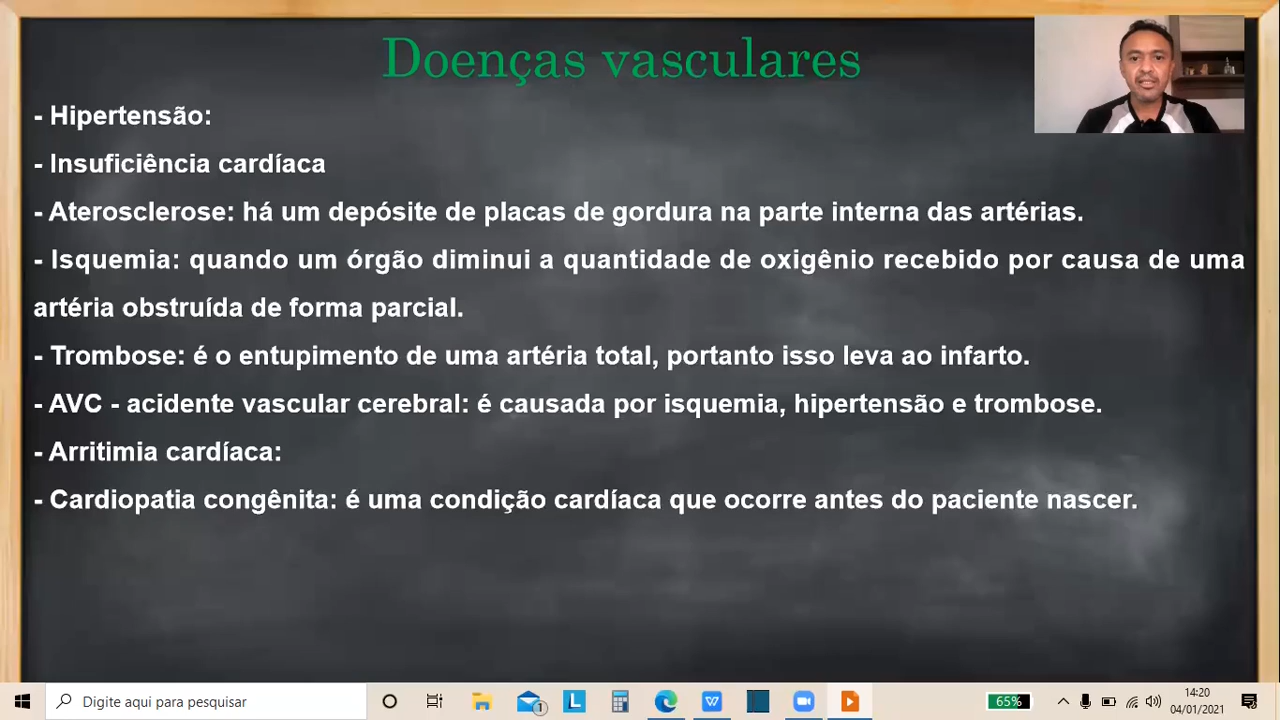 Doenças vasculares
- Hipertensão:
- Insuficiência cardíaca
- Aterosclerose: há um depósite de placas de gordura na parte interna das artérias.
- Isquemia: quando um órgão diminui a quantidade de oxigênio recebido por causa de uma
artéria obstruída de forma parcial.
- Trombose: é o entupimento de uma artéria total, portanto isso leva ao infarto.
- AVC - acidente vascular cerebral: é causada por isquemia, hipertensão e trombose.
- Arritimia cardíaca:
- Cardiopatia congênita: é uma condição cardíaca que ocorre antes do paciente nascer.
Digite aqui para pesquisar
1
L
65%
14:20
04/01/2021